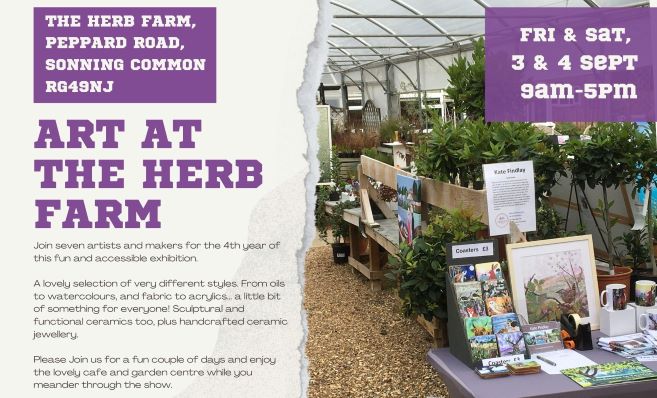 THE HERB FARM,
PEPPARD ROAD,
SONNING COMMON
RG49NJ
FRI & SAT,
3 & 4 SEPT
9AM-5PM
ART AT
THE HERB
FARM
Join seven artists and makers for the 4th year of
this fun and accessible exhibition.
A lovely selection of very different styles. From oils
to watercolours, and fabric to acrylics... a little bit
of something for everyone! Sculptural and
functional ceramics too, plus handcrafted ceramic
jewellery.
Please Join us for a fun couple of days and enjoy
the lovely cafe and garden centre while you
meander through the show.
Kate Findlay
Coasters £3
Kate Findlay
Coasters £3